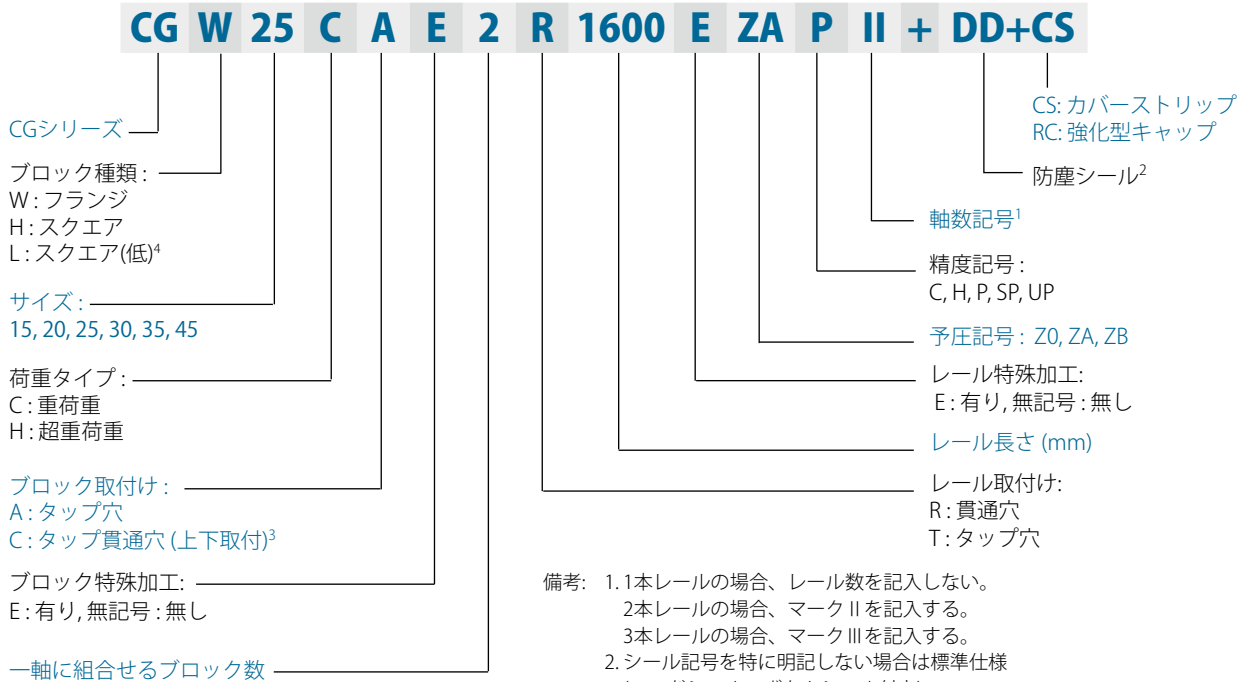 CG W 25 C A E 2 R 1600 E ZA P II + DD+CS
CGシリーズ
ブロック種類 :
W : フランジ
H : スクエア
L : スクエア(低)4
サイズ :
15, 20, 25, 30, 35, 45
荷重タイプ :
C : 重荷重
H : 超重荷重
ブロック取付け :
A : タップ穴
C : タップ貫通穴 (上下取付)3
ブロック特殊加工:
E : 有り, 無記号 : 無し
一軸に組合せるブロック数
CS: カバーストリップ
RC: 強化型キャップ
防塵シール2
軸数記号1
精度記号 :
C, H, P, SP, UP
予圧記号 : Z0, ZA, ZB
レール特殊加工:
E : 有り, 無記号 : 無し
レール長さ (mm)
レール取付け:
R : 貫通穴
T : タップ穴
備考: 1. 1本レールの場合、レール数を記入しない。
2本レールの場合、マークⅡを記入する。
3本レールの場合、マークⅢを記入する。
2. シール記号を特に明記しない場合は標準仕様